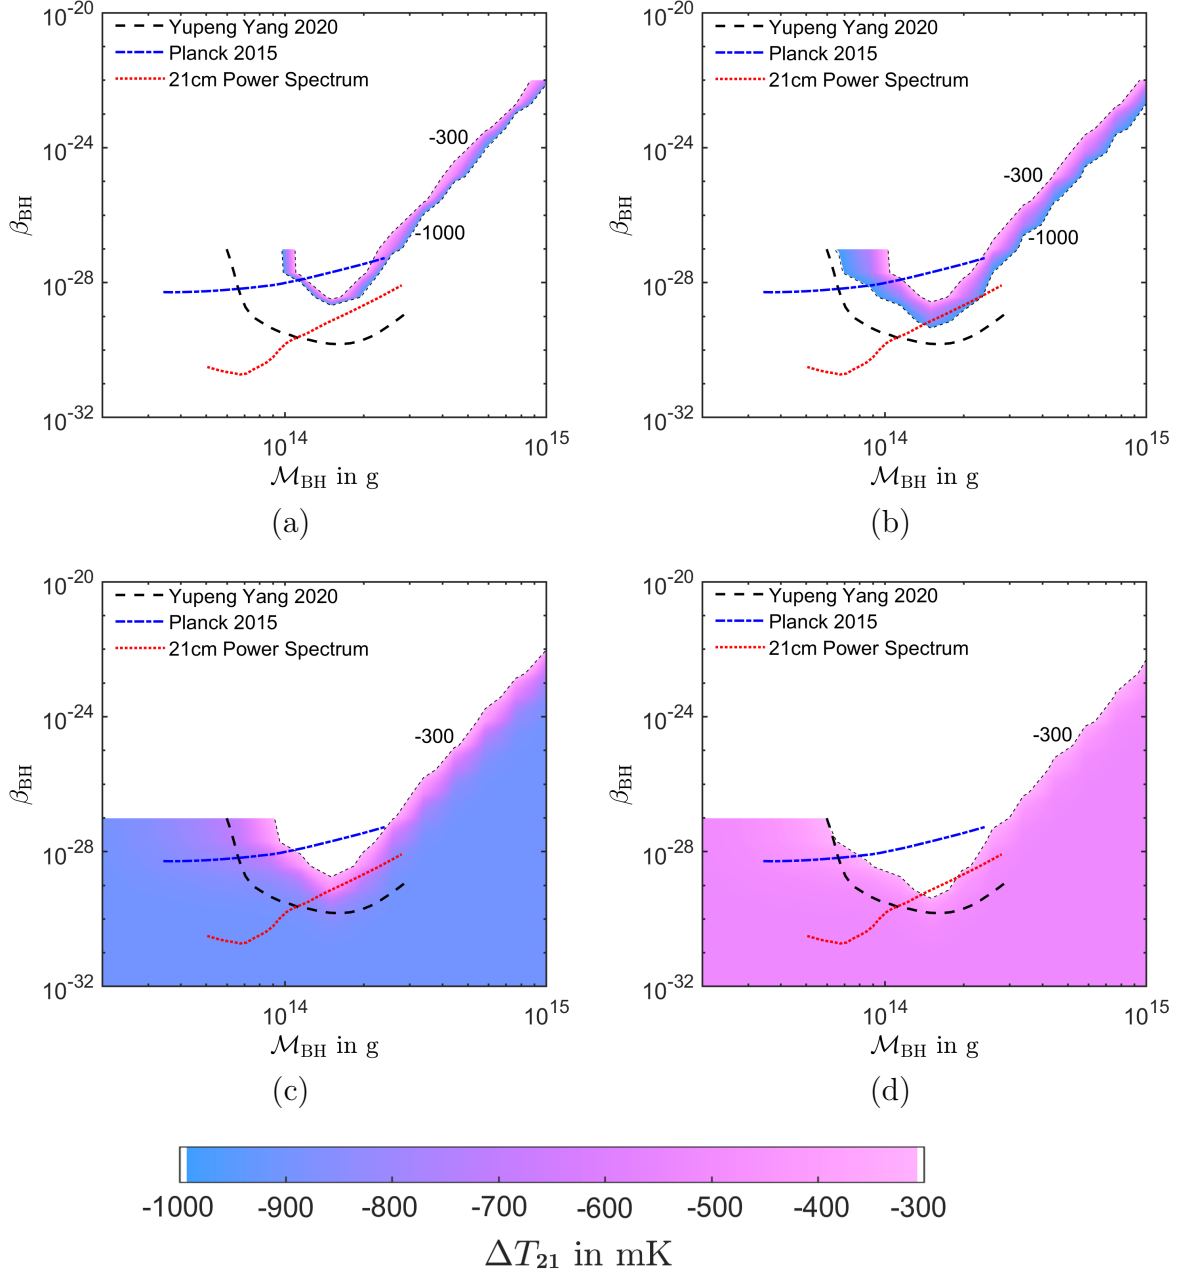 10^-20
Yupeng Yang 2020
Planck 2015
21cm Power Spectrum
10^-24
-300
β_BH
-1000
10^-28
10^-32
10^14
10^15
𝓜_BH in g
(a)
10^-20
Yupeng Yang 2020
Planck 2015
21cm Power Spectrum
10^-24
-300
β_BH
-1000
10^-28
10^-32
10^14
10^15
𝓜_BH in g
(b)
10^-20
Yupeng Yang 2020
Planck 2015
21cm Power Spectrum
10^-24
-300
β_BH
10^-28
10^-32
10^14
10^15
𝓜_BH in g
(c)
10^-20
Yupeng Yang 2020
Planck 2015
21cm Power Spectrum
10^-24
-300
β_BH
10^-28
10^-32
10^14
10^15
𝓜_BH in g
(d)
-1000 -900 -800 -700 -600 -500 -400 -300
ΔT_21 in mK